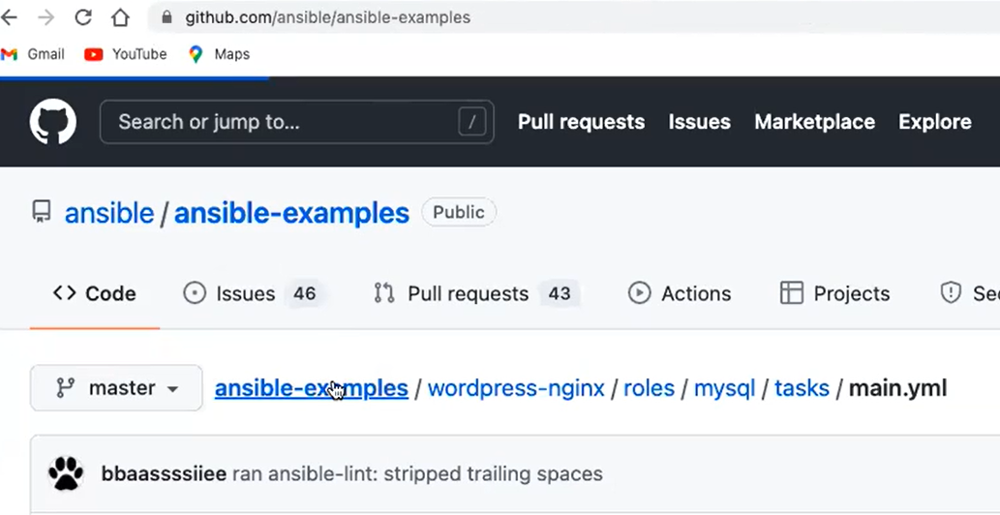 github.com/ansible/ansible-examples
Gmail YouTube Maps
Search or jump to... / Pull requests Issues Marketplace Explore
ansible / ansible-examples Public
<> Code Issues 46 Pull requests 43 Actions Projects
master ansible-examples / wordpress-nginx / roles / mysql / tasks / main.yml
bbaassssiiee ran ansible-lint: stripped trailing spaces